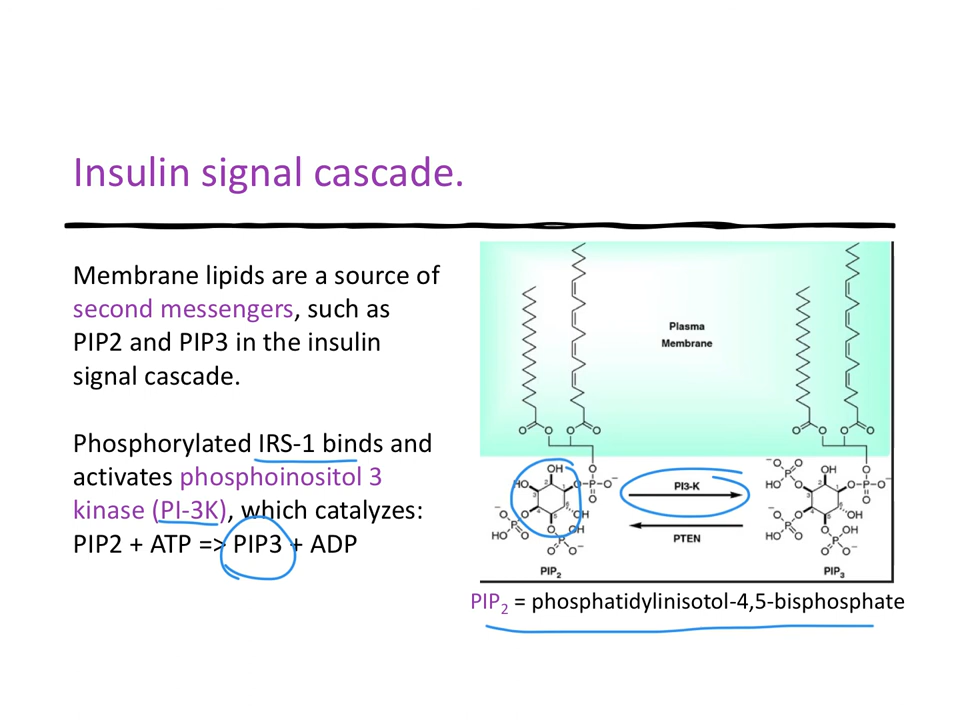 Insulin signal cascade.
Membrane lipids are a source of
second messengers, such as
PIP2 and PIP3 in the insulin
signal cascade.
Phosphorylated IRS-1 binds and
activates phosphoinositol 3
kinase (PI-3K), which catalyzes:
PIP2 + ATP => PIP3 + ADP
Plasma
Membrane
PI3-K
PTEN
PIP₂
PIP₃
PIP₂ = phosphatidylinisotol-4,5-bisphosphate